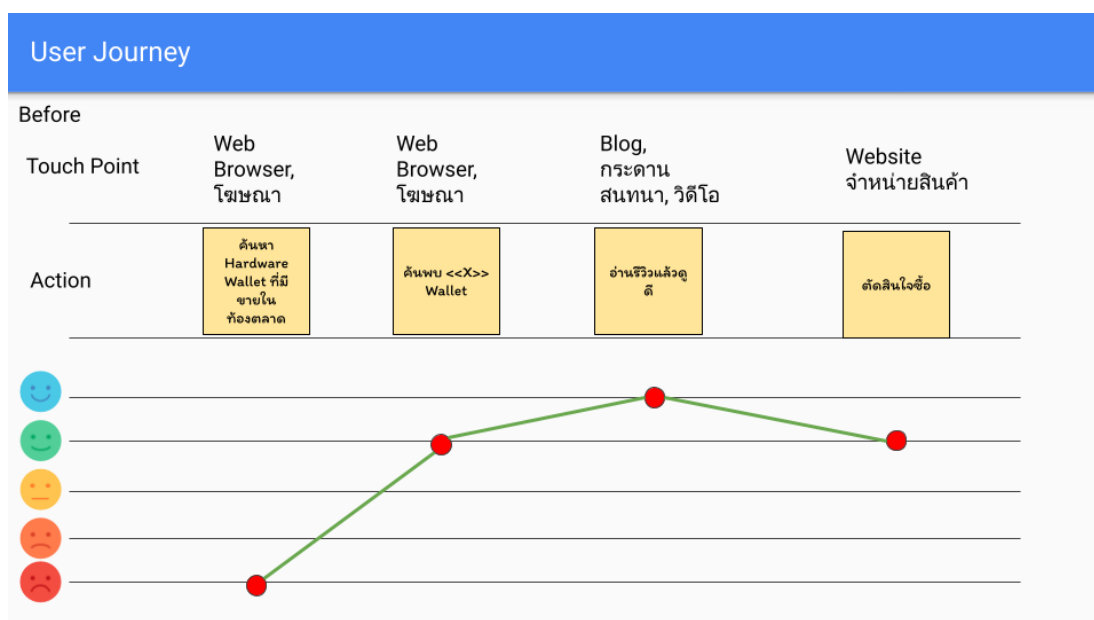 User Journey
Before
Touch Point
Web
Browser,
โฆษณา
Web
Browser,
โฆษณา
Blog,
กระดาน
สนทนา, วิดีโอ
Website
จำหน่ายสินค้า
Action
ค้นหา
Hardware
Wallet ที่มี
ขายใน
ท้องตลาด
ค้นพบ <<X>>
Wallet
อ่านรีวิวแล้วดู
ดี
ตัดสินใจซื้อ